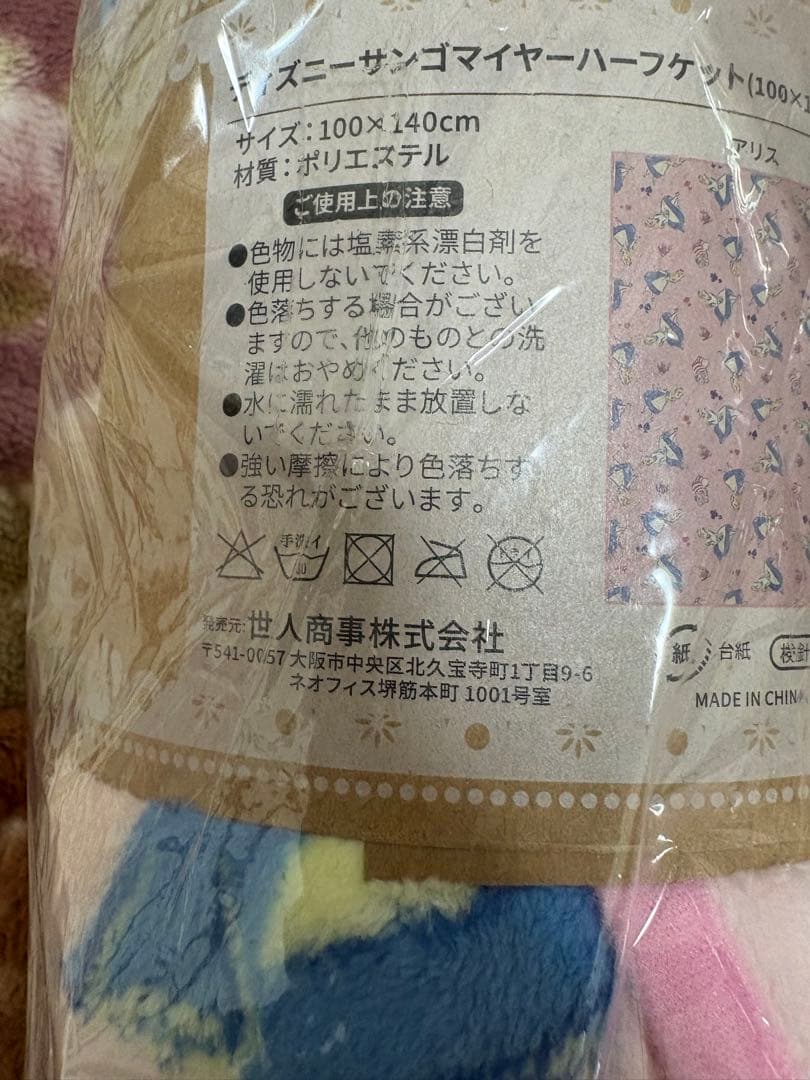 ディズニーサンゴマイヤーハーフケット(100×1
サイズ:100×140cm
材質:ポリエステル
ご使用上の注意
●色物には塩素系漂白剤を
使用しないでください。
●色落ちする場合がござい
ますので、他のものとの洗
濯はおやめください。
●水に濡れたまま放置しな
いでください。
●強い摩擦により色落ちす
る恐れがございます。
手洗イ
40
ドライ
発売元:世人商事株式会社
〒541-0057 大阪市中央区北久宝寺町1丁目9-6
ネオフィス堺筋本町 1001号室
アリス
紙 台紙 検針
MADE IN CHINA